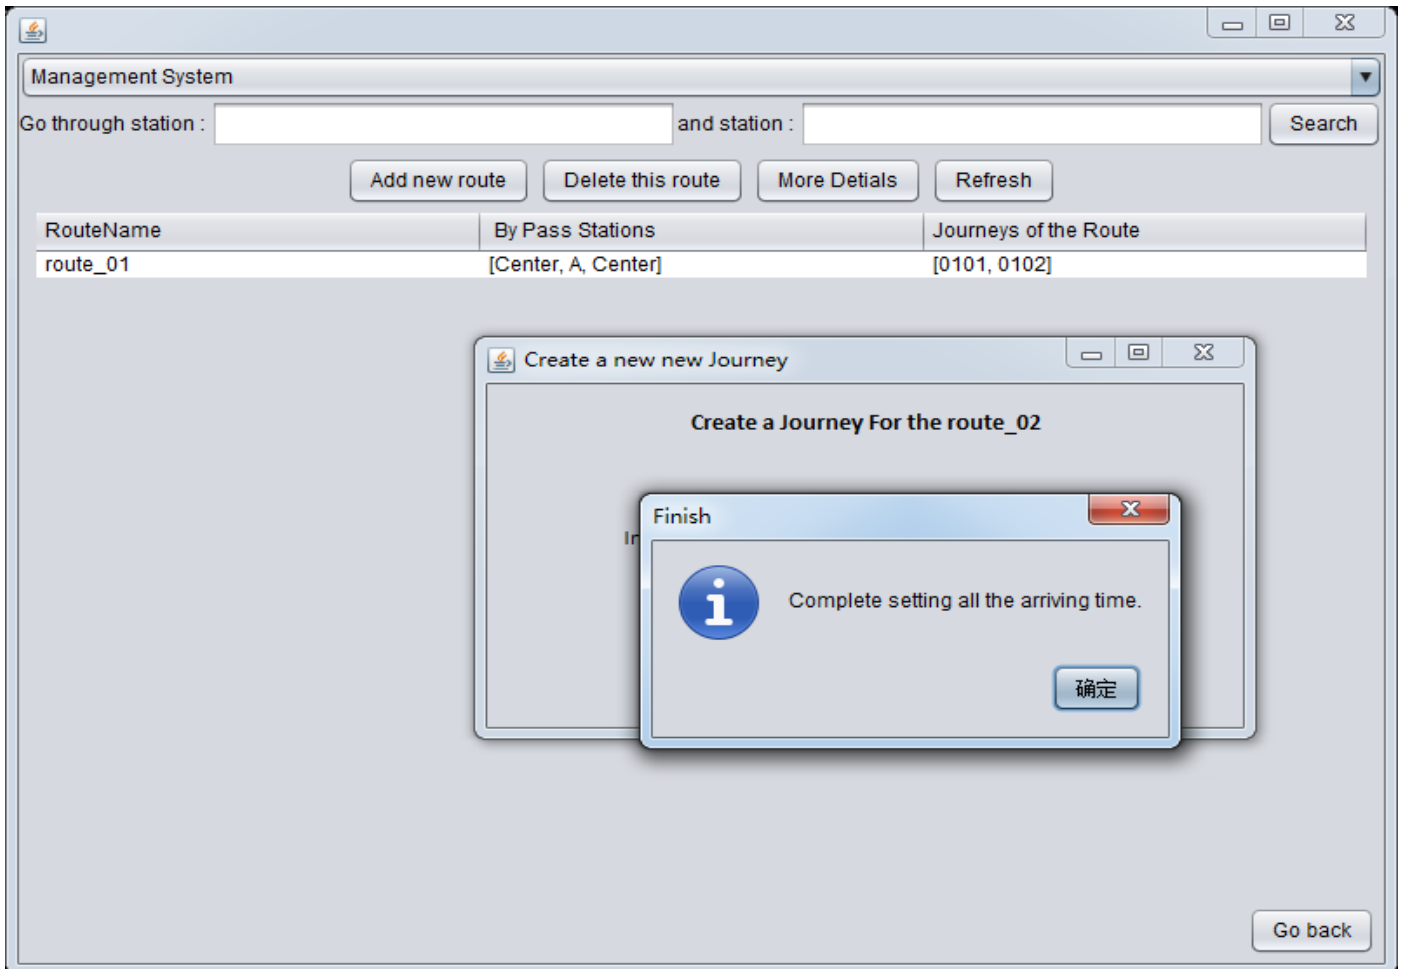 Management System
Go through station : and station : Search
Add new route Delete this route More Detials Refresh
RouteName By Pass Stations Journeys of the Route
route_01 [Center, A, Center] [0101, 0102]
Create a new new Journey
Create a Journey For the route_02
Finish
Complete setting all the arriving time.
确定
Go back